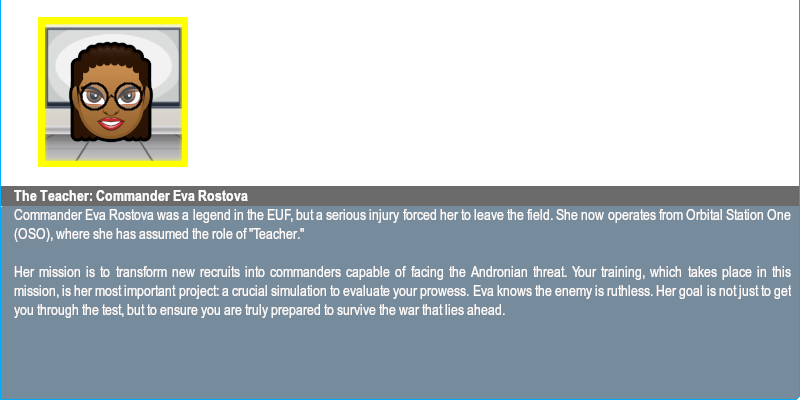 The Teacher: Commander Eva Rostova
Commander Eva Rostova was a legend in the EUF, but a serious injury forced her to leave the field. She now operates from Orbital Station One
(OSO), where she has assumed the role of "Teacher."
Her mission is to transform new recruits into commanders capable of facing the Andronian threat. Your training, which takes place in this
mission, is her most important project: a crucial simulation to evaluate your prowess. Eva knows the enemy is ruthless. Her goal is not just to get
you through the test, but to ensure you are truly prepared to survive the war that lies ahead.